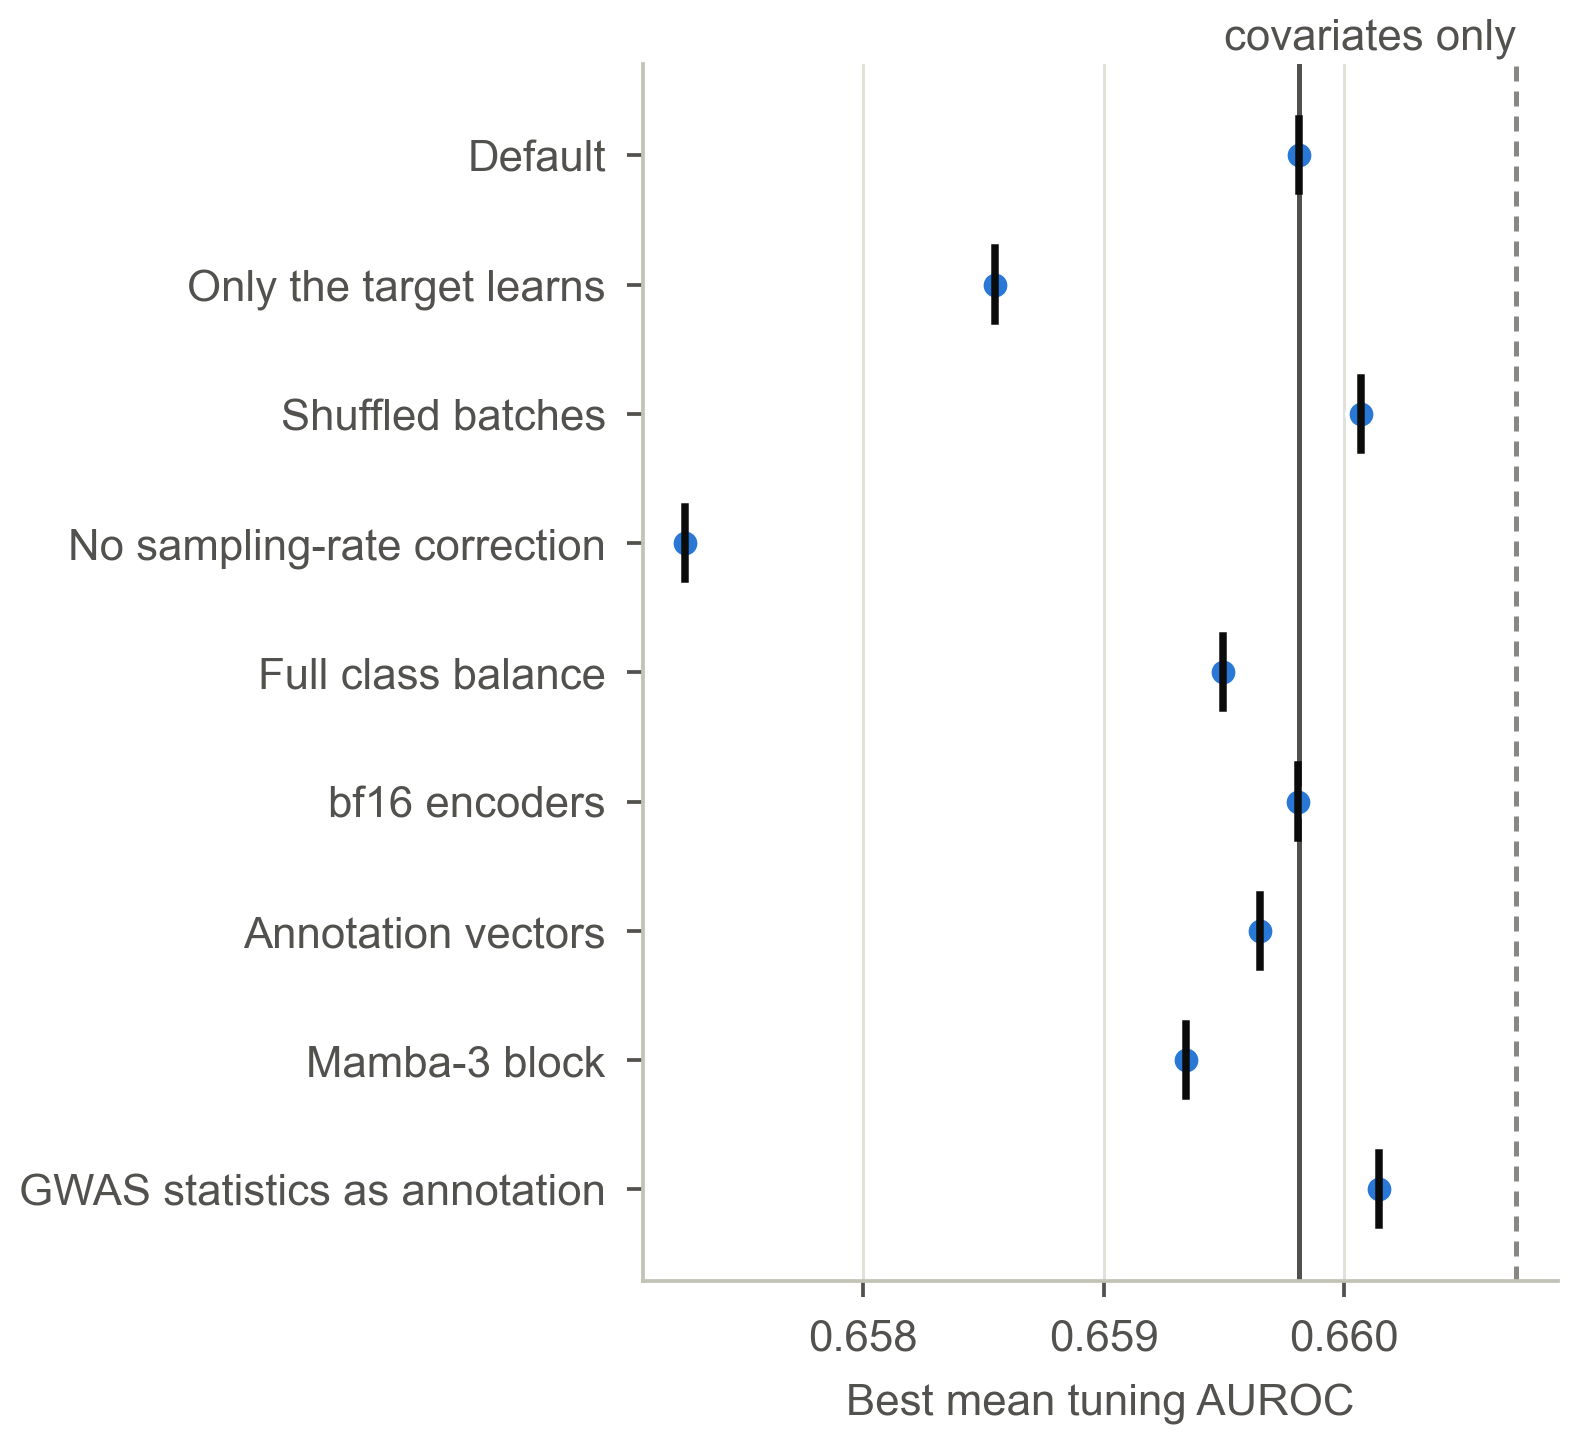 covariates only
Default
Only the target learns
Shuffled batches
No sampling-rate correction
Full class balance
bf16 encoders
Annotation vectors
Mamba-3 block
GWAS statistics as annotation
0.658 0.659 0.660
Best mean tuning AUROC